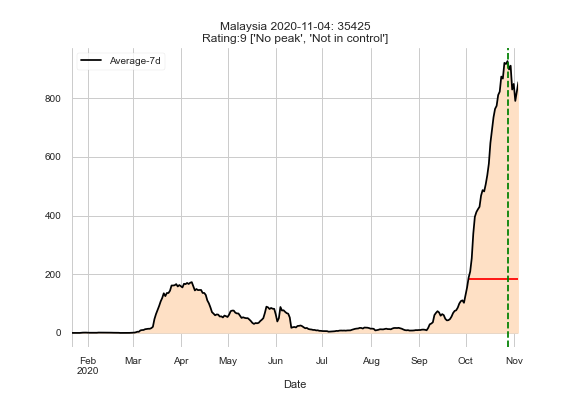 Malaysia 2020-11-04: 35425
Rating:9 ['No peak', 'Not in control']
Average-7d
800
600
400
200
0
Feb Mar Apr May Jun Jul Aug Sep Oct Nov
2020
Date